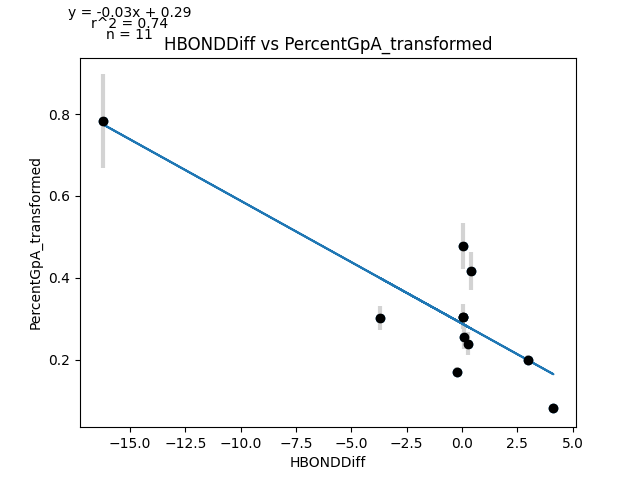 y = -0.03x + 0.29
r^2 = 0.74
n = 11
HBONDDiff vs PercentGpA_transformed
PercentGpA_transformed
0.8
0.6
0.4
0.2
−15.0 −12.5 −10.0 −7.5 −5.0 −2.5 0.0 2.5 5.0
HBONDDiff